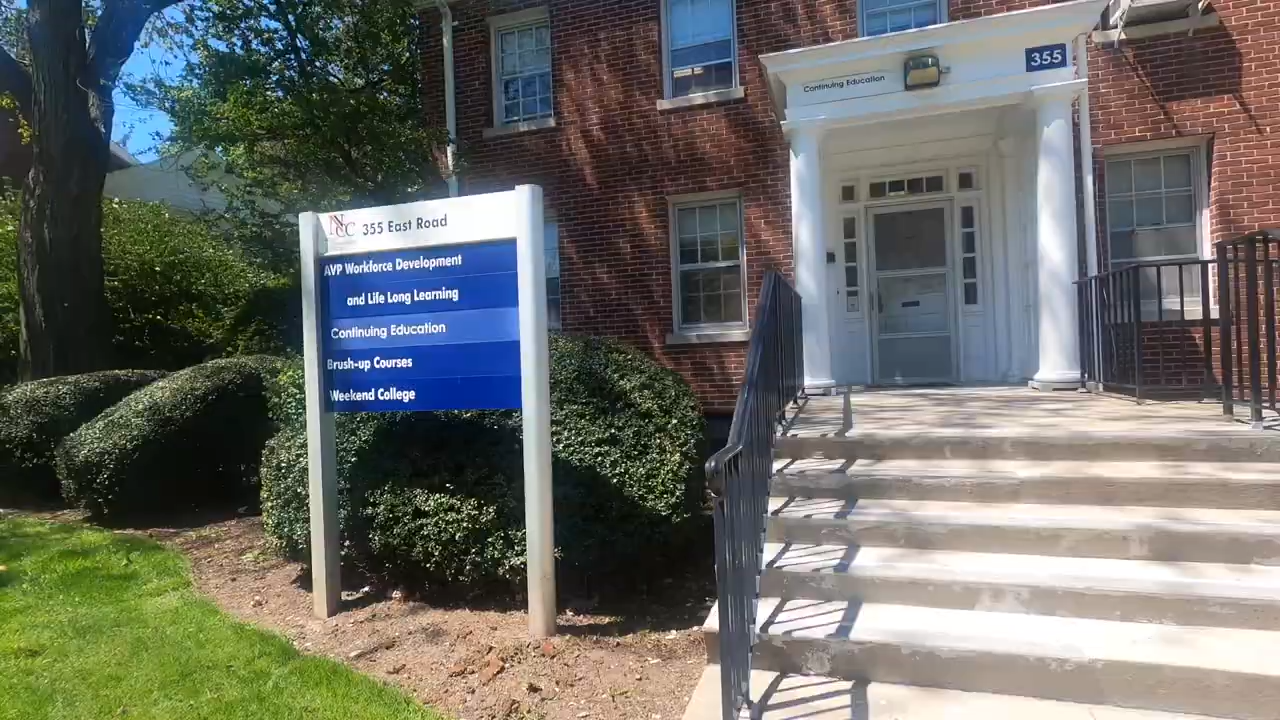 NCC 355 East Road
AVP Workforce Development
and Life Long Learning
Continuing Education
Brush-up Courses
Weekend College
Continuing Education
355